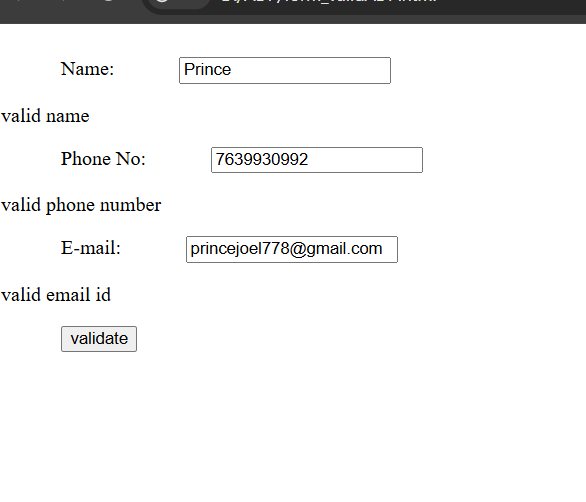 Name: Prince
valid name
Phone No: 7639930992
valid phone number
E-mail: princejoel778@gmail.com
valid email id
validate